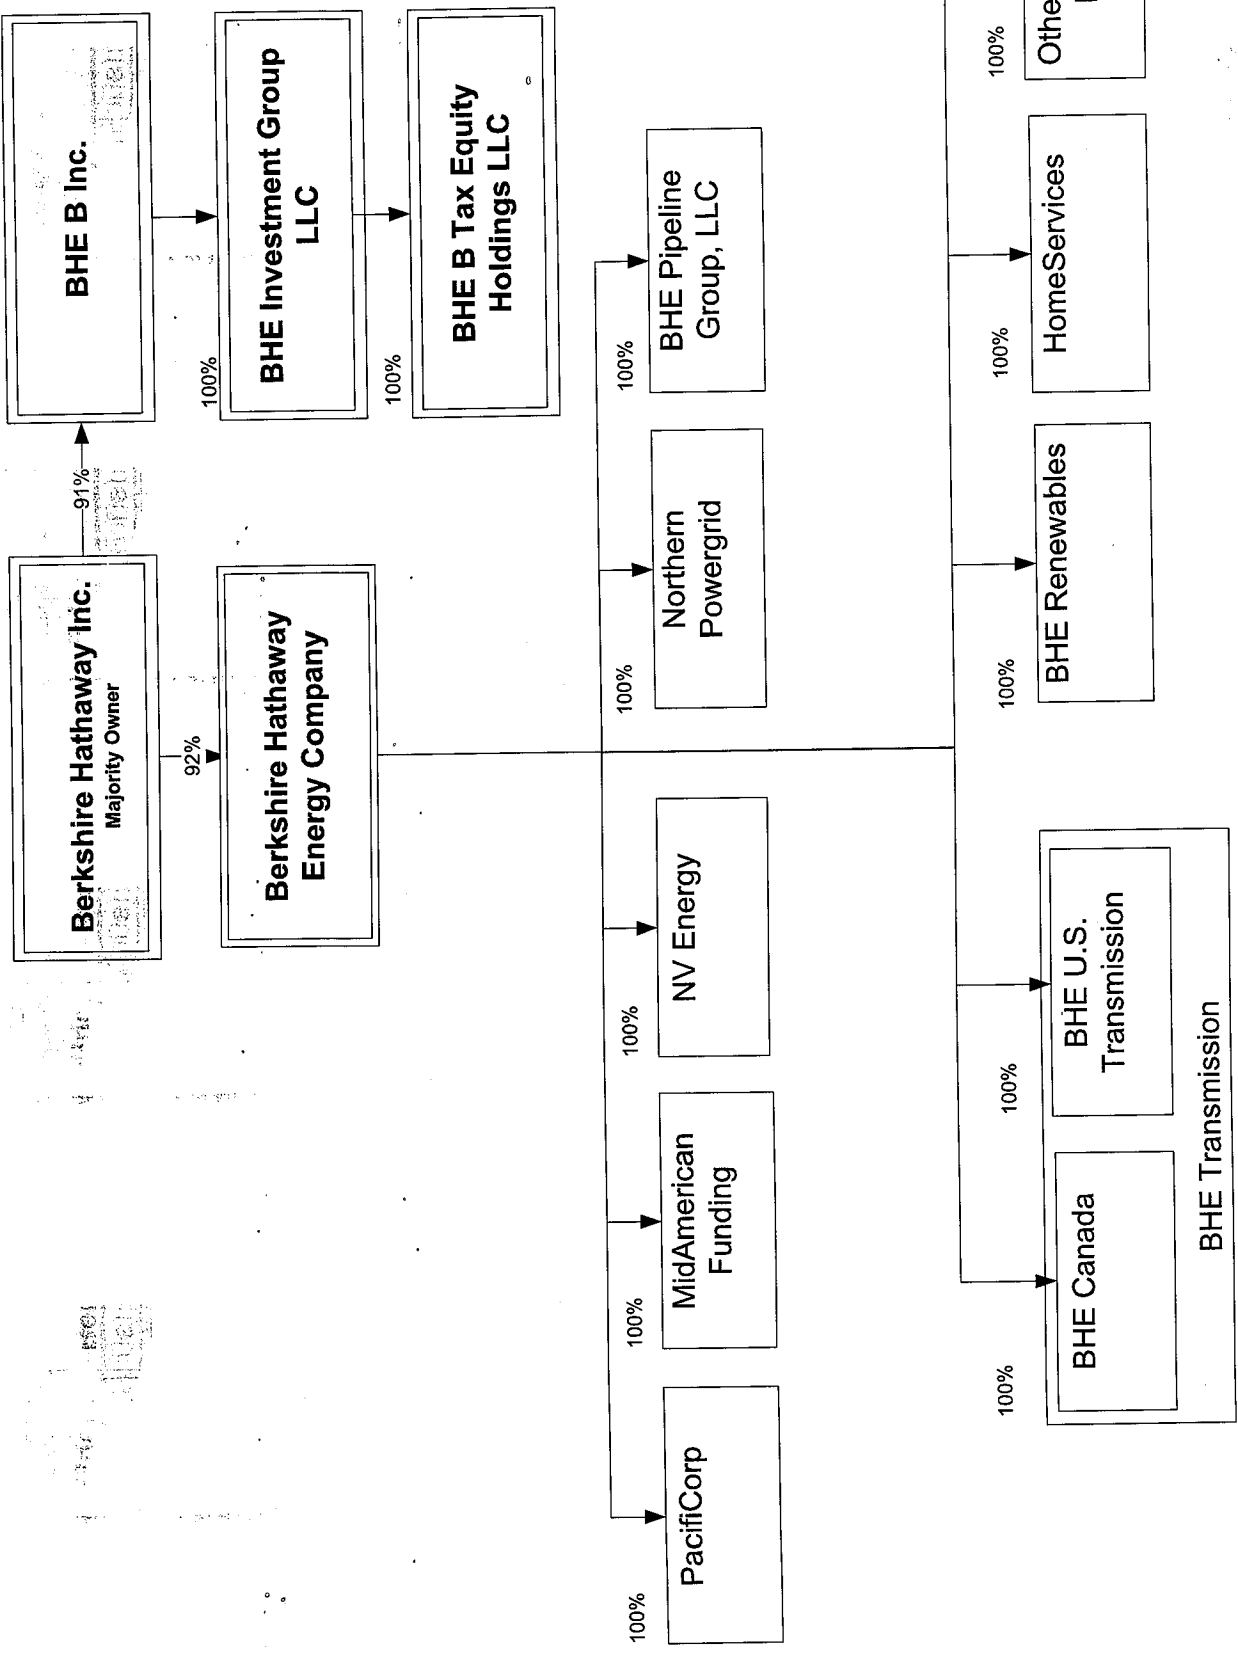 Berkshire Hathaway Inc.
Majority Owner
91%
BHE B Inc.
92%
Berkshire Hathaway
Energy Company
100%
BHE Investment Group
LLC
100%
BHE B Tax Equity
Holdings LLC
100%
PacifiCorp
100%
MidAmerican
Funding
100%
NV Energy
100%
Northern
Powergrid
100%
BHE Pipeline
Group, LLC
100%
BHE Canada
100%
BHE U.S.
Transmission
BHE Transmission
100%
BHE Renewables
100%
HomeServices
100%
Othe